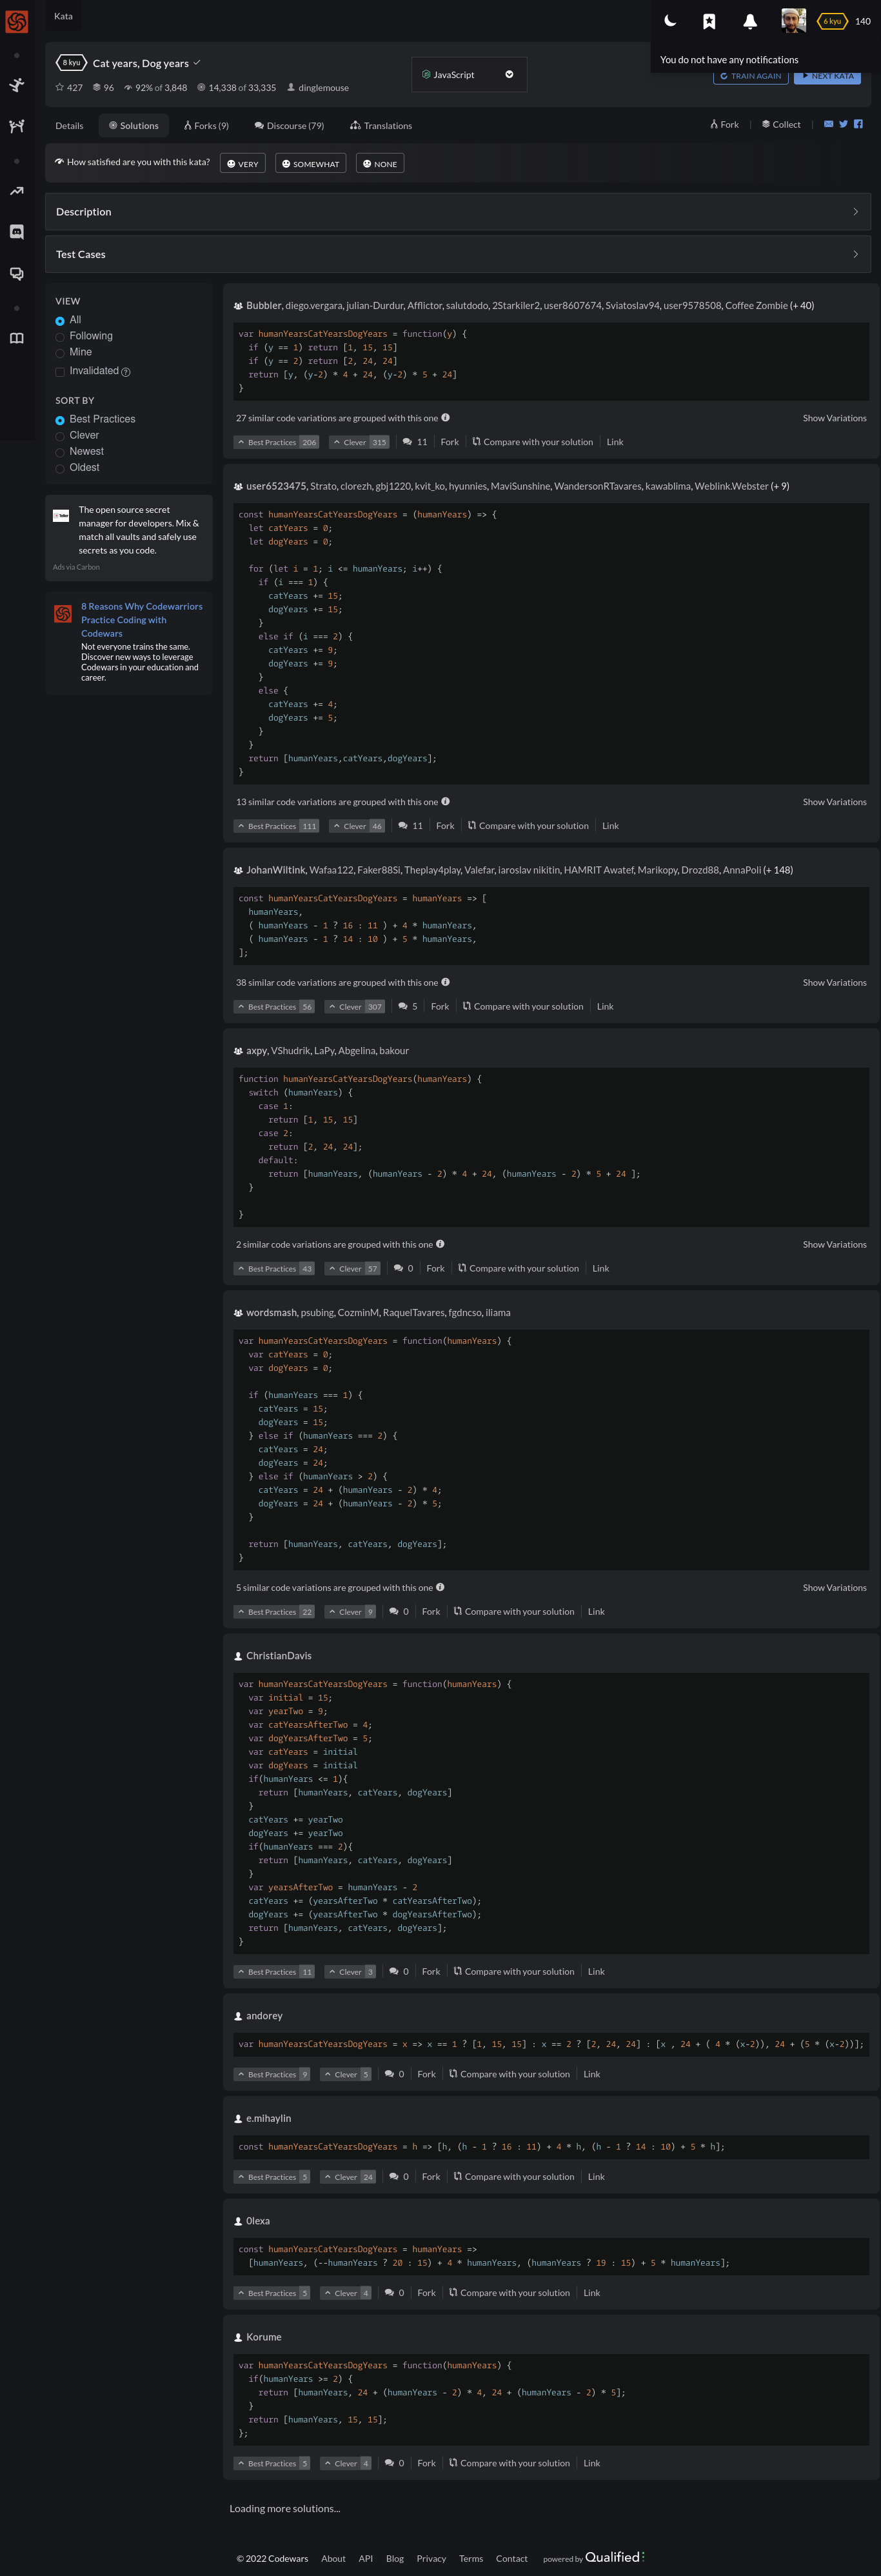 Kata
6 kyu
140
You do not have any notifications
8 kyu
Cat years, Dog years
427 96 92% of 3,848 14,338 of 33,335 dinglemouse
JavaScript
TRAIN AGAIN
NEXT KATA
Details Solutions Forks (9) Discourse (79) Translations
Fork Collect
How satisfied are you with this kata? VERY SOMEWHAT NONE
Description
Test Cases
VIEW
All
Following
Mine
Invalidated
SORT BY
Best Practices
Clever
Newest
Oldest
The open source secret
manager for developers. Mix &
match all vaults and safely use
secrets as you code.
Ads via Carbon
8 Reasons Why Codewarriors
Practice Coding with
Codewars
Not everyone trains the same.
Discover new ways to leverage
Codewars in your education and
career.
Bubbler, diego.vergara, julian-Durdur, Afflictor, salutdodo, 2Starkiler2, user8607674, Sviatoslav94, user9578508, Coffee Zombie (+ 40)
var humanYearsCatYearsDogYears = function(y) {
  if (y == 1) return [1, 15, 15]
  if (y == 2) return [2, 24, 24]
  return [y, (y-2) * 4 + 24, (y-2) * 5 + 24]
}
27 similar code variations are grouped with this one
Show Variations
Best Practices 206 Clever 315 11 Fork Compare with your solution Link
user6523475, Strato, clorezh, gbj1220, kvit_ko, hyunnies, MaviSunshine, WandersonRTavares, kawablima, Weblink.Webster (+ 9)
const humanYearsCatYearsDogYears = (humanYears) => {
  let catYears = 0;
  let dogYears = 0;
  for (let i = 1; i <= humanYears; i++) {
    if (i === 1) {
      catYears += 15;
      dogYears += 15;
    }
    else if (i === 2) {
      catYears += 9;
      dogYears += 9;
    }
    else {
      catYears += 4;
      dogYears += 5;
    }
  }
  return [humanYears,catYears,dogYears];
}
13 similar code variations are grouped with this one
Show Variations
Best Practices 111 Clever 46 11 Fork Compare with your solution Link
JohanWiltink, Wafaa122, Faker88Si, Theplay4play, Valefar, iaroslav nikitin, HAMRIT Awatef, Marikopy, Drozd88, AnnaPoli (+ 148)
const humanYearsCatYearsDogYears = humanYears => [
  humanYears,
  ( humanYears - 1 ? 16 : 11 ) + 4 * humanYears,
  ( humanYears - 1 ? 14 : 10 ) + 5 * humanYears,
];
38 similar code variations are grouped with this one
Show Variations
Best Practices 56 Clever 307 5 Fork Compare with your solution Link
axpy, VShudrik, LaPy, Abgelina, bakour
function humanYearsCatYearsDogYears(humanYears) {
  switch (humanYears) {
    case 1:
      return [1, 15, 15]
    case 2:
      return [2, 24, 24];
    default:
      return [humanYears, (humanYears - 2) * 4 + 24, (humanYears - 2) * 5 + 24 ];
  }
}
2 similar code variations are grouped with this one
Show Variations
Best Practices 43 Clever 57 0 Fork Compare with your solution Link
wordsmash, psubing, CozminM, RaquelTavares, fgdncso, iliama
var humanYearsCatYearsDogYears = function(humanYears) {
  var catYears = 0;
  var dogYears = 0;
  if (humanYears === 1) {
    catYears = 15;
    dogYears = 15;
  } else if (humanYears === 2) {
    catYears = 24;
    dogYears = 24;
  } else if (humanYears > 2) {
    catYears = 24 + (humanYears - 2) * 4;
    dogYears = 24 + (humanYears - 2) * 5;
  }
  return [humanYears, catYears, dogYears];
}
5 similar code variations are grouped with this one
Show Variations
Best Practices 22 Clever 9 0 Fork Compare with your solution Link
ChristianDavis
var humanYearsCatYearsDogYears = function(humanYears) {
  var initial = 15;
  var yearTwo = 9;
  var catYearsAfterTwo = 4;
  var dogYearsAfterTwo = 5;
  var catYears = initial
  var dogYears = initial
  if(humanYears <= 1){
    return [humanYears, catYears, dogYears]
  }
  catYears += yearTwo
  dogYears += yearTwo
  if(humanYears === 2){
    return [humanYears, catYears, dogYears]
  }
  var yearsAfterTwo = humanYears - 2
  catYears += (yearsAfterTwo * catYearsAfterTwo);
  dogYears += (yearsAfterTwo * dogYearsAfterTwo);
  return [humanYears, catYears, dogYears];
}
Best Practices 11 Clever 3 0 Fork Compare with your solution Link
andorey
var humanYearsCatYearsDogYears = x => x == 1 ? [1, 15, 15] : x == 2 ? [2, 24, 24] : [x , 24 + ( 4 * (x-2)), 24 + (5 * (x-2))];
Best Practices 9 Clever 5 0 Fork Compare with your solution Link
e.mihaylin
const humanYearsCatYearsDogYears = h => [h, (h - 1 ? 16 : 11) + 4 * h, (h - 1 ? 14 : 10) + 5 * h];
Best Practices 5 Clever 24 0 Fork Compare with your solution Link
0lexa
const humanYearsCatYearsDogYears = humanYears =>
  [humanYears, (--humanYears ? 20 : 15) + 4 * humanYears, (humanYears ? 19 : 15) + 5 * humanYears];
Best Practices 5 Clever 4 0 Fork Compare with your solution Link
Korume
var humanYearsCatYearsDogYears = function(humanYears) {
  if(humanYears >= 2) {
    return [humanYears, 24 + (humanYears - 2) * 4, 24 + (humanYears - 2) * 5];
  }
  return [humanYears, 15, 15];
};
Best Practices 5 Clever 4 0 Fork Compare with your solution Link
Loading more solutions...
© 2022 Codewars About API Blog Privacy Terms Contact powered by Qualified